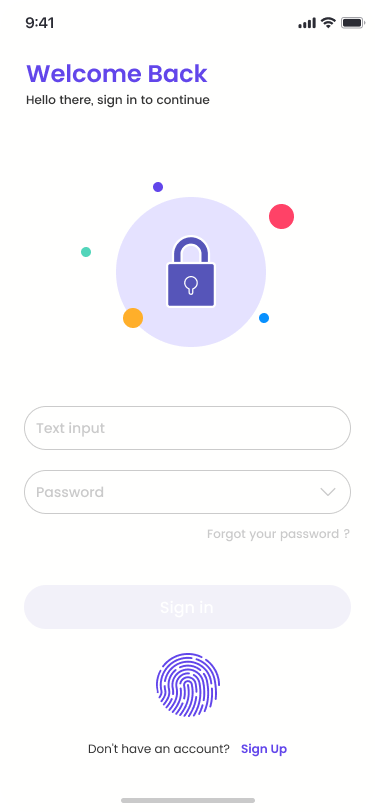 9:41
Welcome Back
Hello there, sign in to continue
Text input
Password
Forgot your password ?
Sign in
Don't have an account? Sign Up